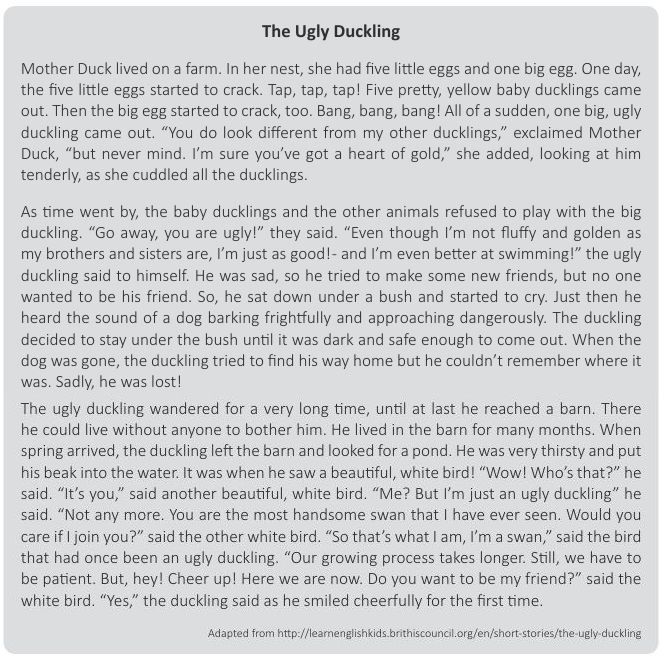 The Ugly Duckling
Mother Duck lived on a farm. In her nest, she had five little eggs and one big egg. One day,
the five little eggs started to crack. Tap, tap, tap! Five pretty, yellow baby ducklings came
out. Then the big egg started to crack, too. Bang, bang, bang! All of a sudden, one big, ugly
duckling came out. “You do look different from my other ducklings,” exclaimed Mother
Duck, “but never mind. I’m sure you’ve got a heart of gold,” she added, looking at him
tenderly, as she cuddled all the ducklings.
As time went by, the baby ducklings and the other animals refused to play with the big
duckling. “Go away, you are ugly!” they said. “Even though I’m not fluffy and golden as
my brothers and sisters are, I’m just as good!- and I’m even better at swimming!” the ugly
duckling said to himself. He was sad, so he tried to make some new friends, but no one
wanted to be his friend. So, he sat down under a bush and started to cry. Just then he
heard the sound of a dog barking frightfully and approaching dangerously. The duckling
decided to stay under the bush until it was dark and safe enough to come out. When the
dog was gone, the duckling tried to find his way home but he couldn’t remember where it
was. Sadly, he was lost!
The ugly duckling wandered for a very long time, until at last he reached a barn. There
he could live without anyone to bother him. He lived in the barn for many months. When
spring arrived, the duckling left the barn and looked for a pond. He was very thirsty and put
his beak into the water. It was when he saw a beautiful, white bird! “Wow! Who’s that?” he
said. “It’s you,” said another beautiful, white bird. “Me? But I’m just an ugly duckling” he
said. “Not any more. You are the most handsome swan that I have ever seen. Would you
care if I join you?” said the other white bird. “So that’s what I am, I’m a swan,” said the bird
that had once been an ugly duckling. “Our growing process takes longer. Still, we have to
be patient. But, hey! Cheer up! Here we are now. Do you want to be my friend?” said the
white bird. “Yes,” the duckling said as he smiled cheerfully for the first time.
Adapted from http://learnenglishkids.brithiscouncil.org/en/short-stories/the-ugly-duckling